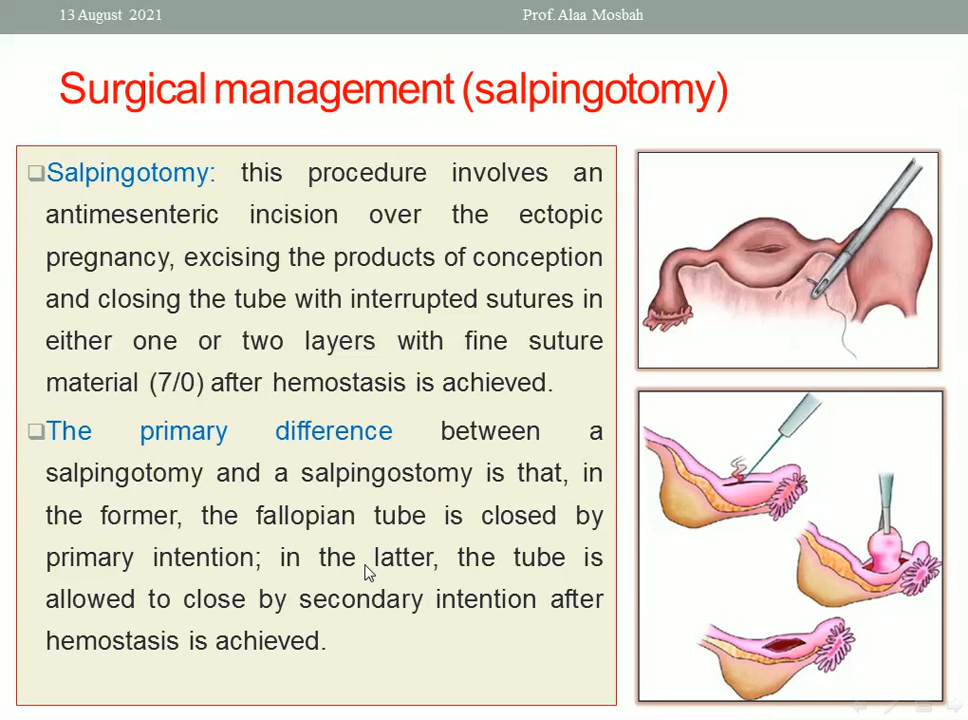 13 August 2021
Prof. Alaa Mosbah
Surgical management (salpingotomy)
Salpingotomy: this procedure involves an
antimesenteric incision over the ectopic
pregnancy, excising the products of conception
and closing the tube with interrupted sutures in
either one or two layers with fine suture
material (7/0) after hemostasis is achieved.
The primary difference between a
salpingotomy and a salpingostomy is that, in
the former, the fallopian tube is closed by
primary intention; in the latter, the tube is
allowed to close by secondary intention after
hemostasis is achieved.